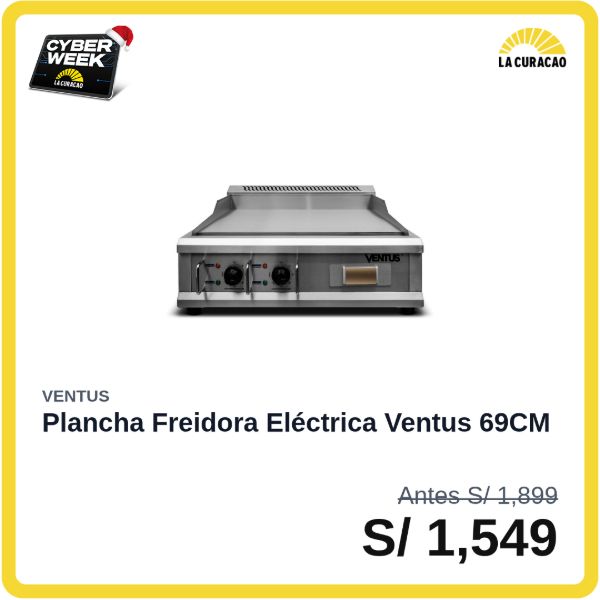 CYBER
WEEK
LA CURACAO
LA CURACAO
VENTUS
VENTUS
Plancha Freidora Eléctrica Ventus 69CM
Antes S/ 1,899
S/ 1,549